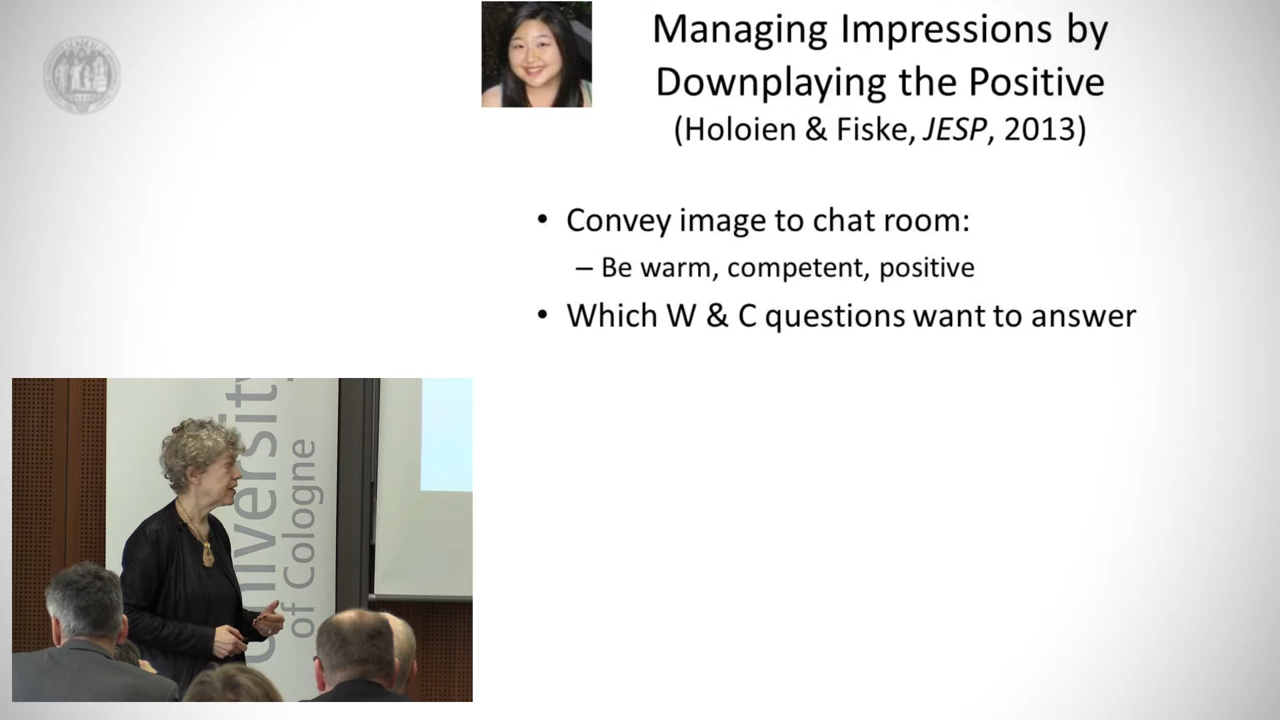 Managing Impressions by
Downplaying the Positive
(Holoien & Fiske, JESP, 2013)
• Convey image to chat room:
– Be warm, competent, positive
• Which W & C questions want to answer
University
of Cologne